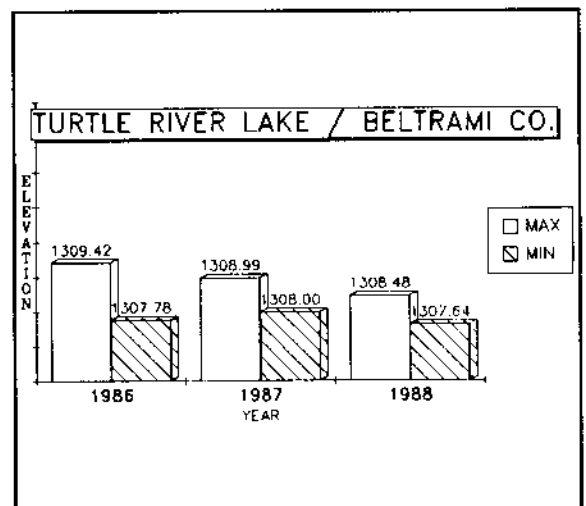 TURTLE RIVER LAKE / BELTRAMI CO.
ELEVATION
MAX
MIN
1309.42
1307.78
1308.99
1308.00
1308.48
1307.64
1986
1987
1988
YEAR